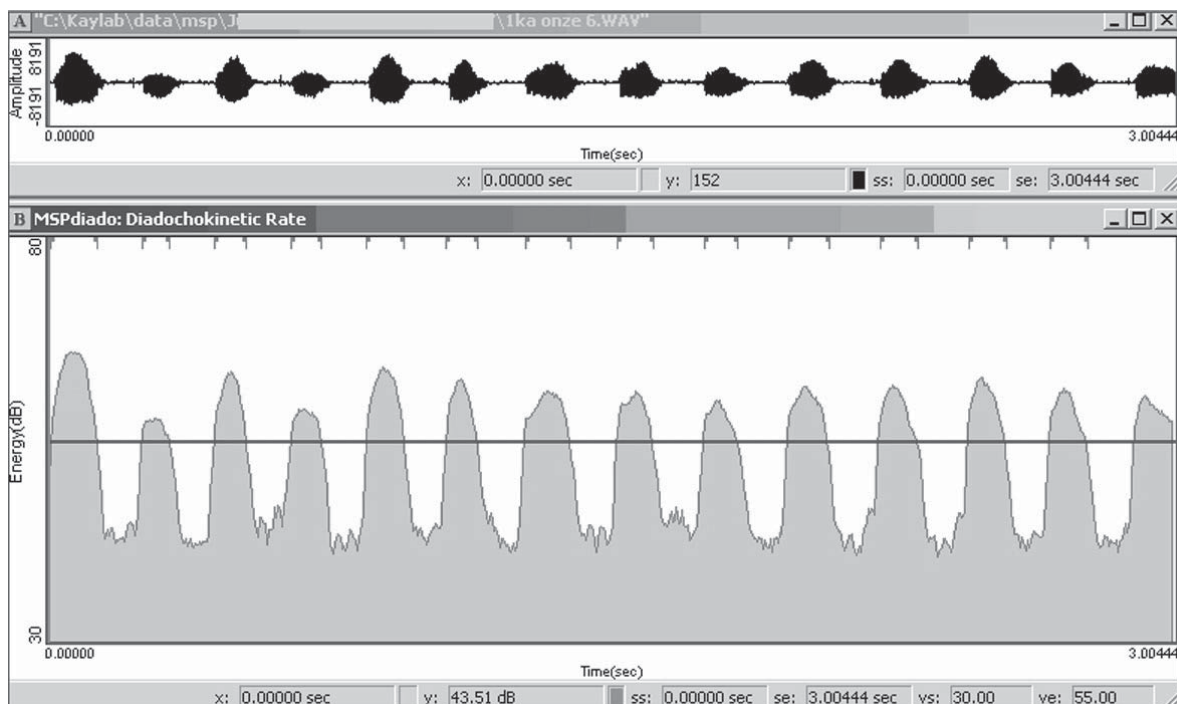 A "C:\Kaylab\data\msp\J \1ka onze 6.WAV"
Amplitude
8191
-8191
0.00000
3.00444
Time(sec)
x: 0.00000 sec y: 152 ss: 0.00000 sec se: 3.00444 sec
B MSPdiado: Diadochokinetic Rate
80
Energy(dB)
30
0.00000
3.00444
Time(sec)
x: 0.00000 sec y: 43.51 dB ss: 0.00000 sec se: 3.00444 sec vs: 30.00 ve: 55.00